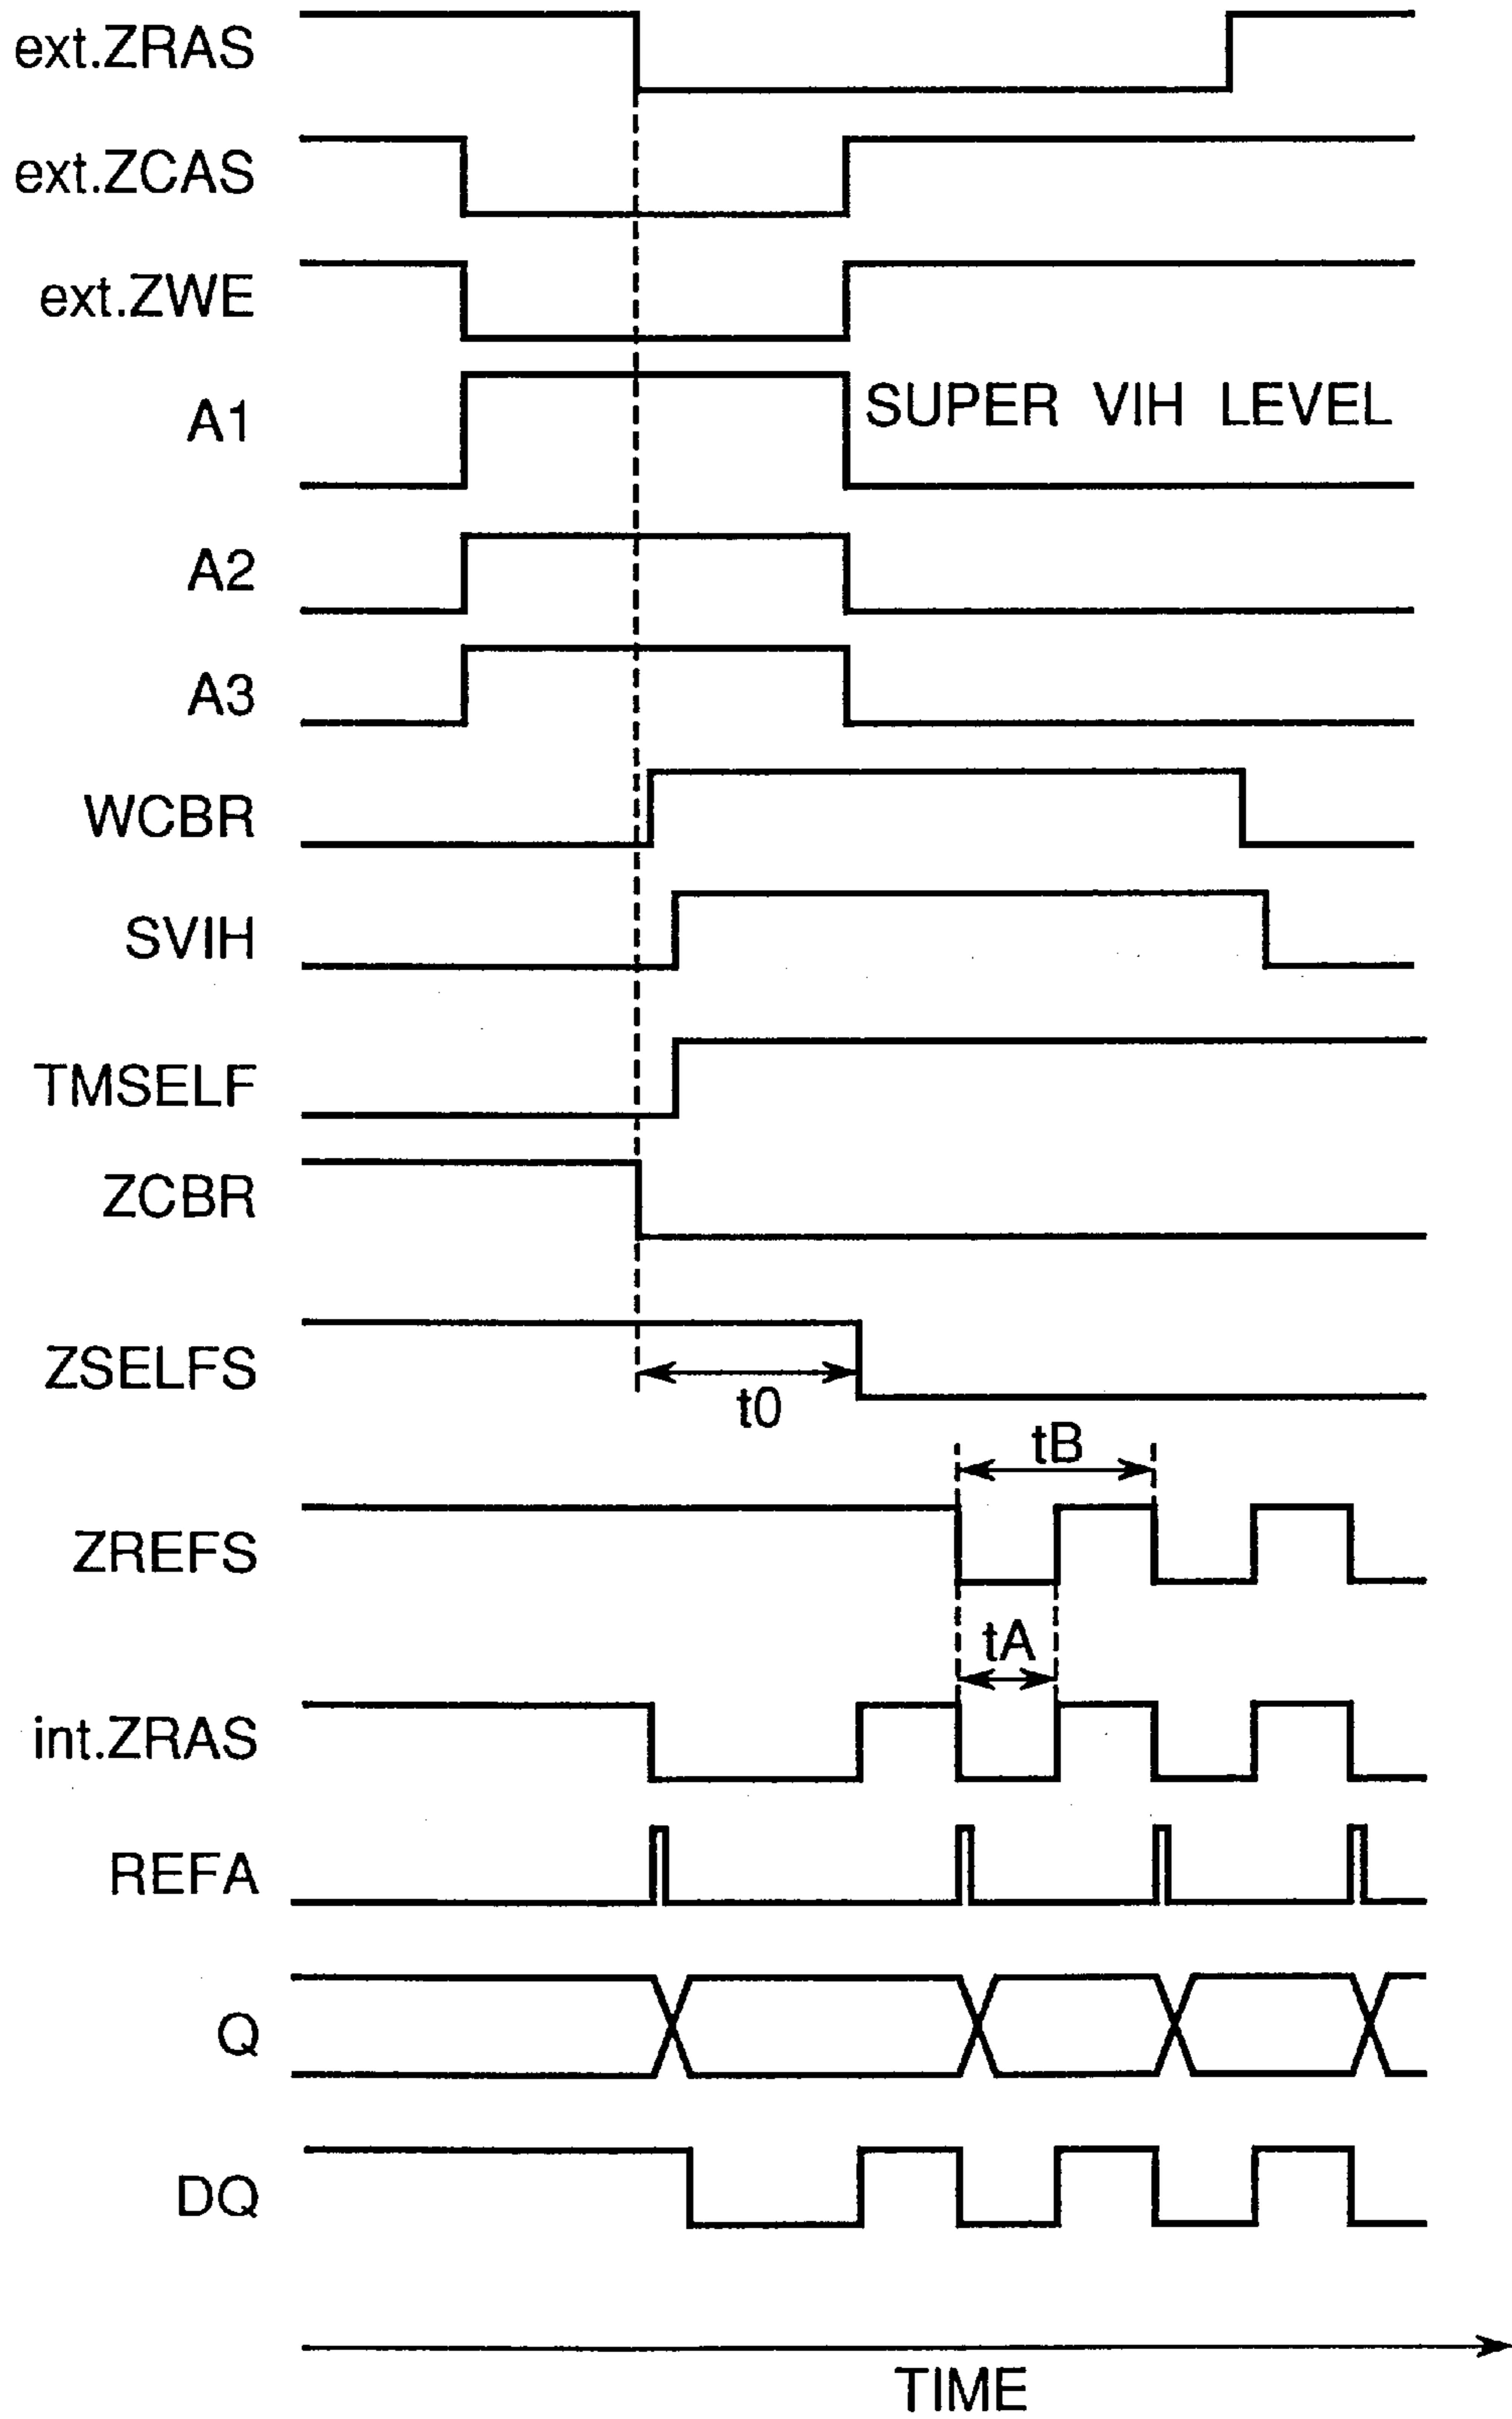 ext.ZRAS
ext.ZCAS
ext.ZWE
A1
SUPER VIH LEVEL
A2
A3
WCBR
SVIH
TMSELF
ZCBR
ZSELFS
t0
tB
ZREFS
tA
int.ZRAS
REFA
Q
DQ
TIME